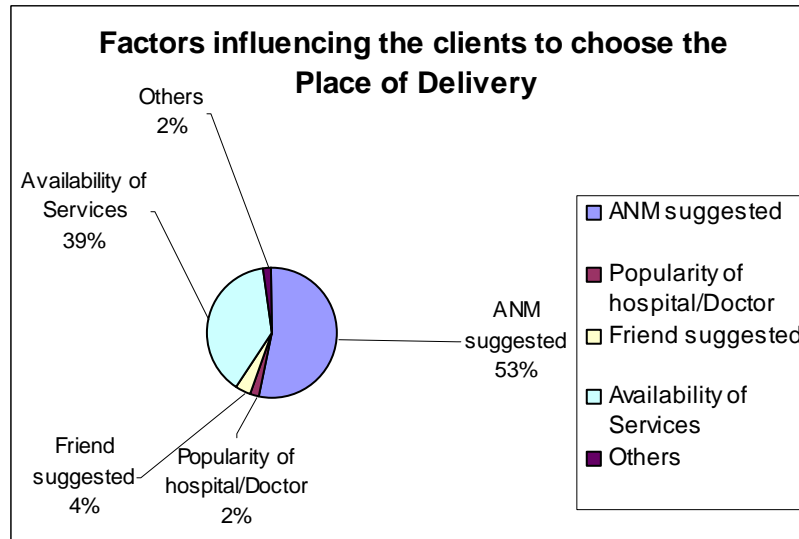 Factors influencing the clients to choose the
Place of Delivery
Others
2%
Availability of
Services
39%
ANM
suggested
53%
Friend
suggested
4%
Popularity of
hospital/Doctor
2%
ANM suggested
Popularity of
hospital/Doctor
Friend suggested
Availability of
Services
Others